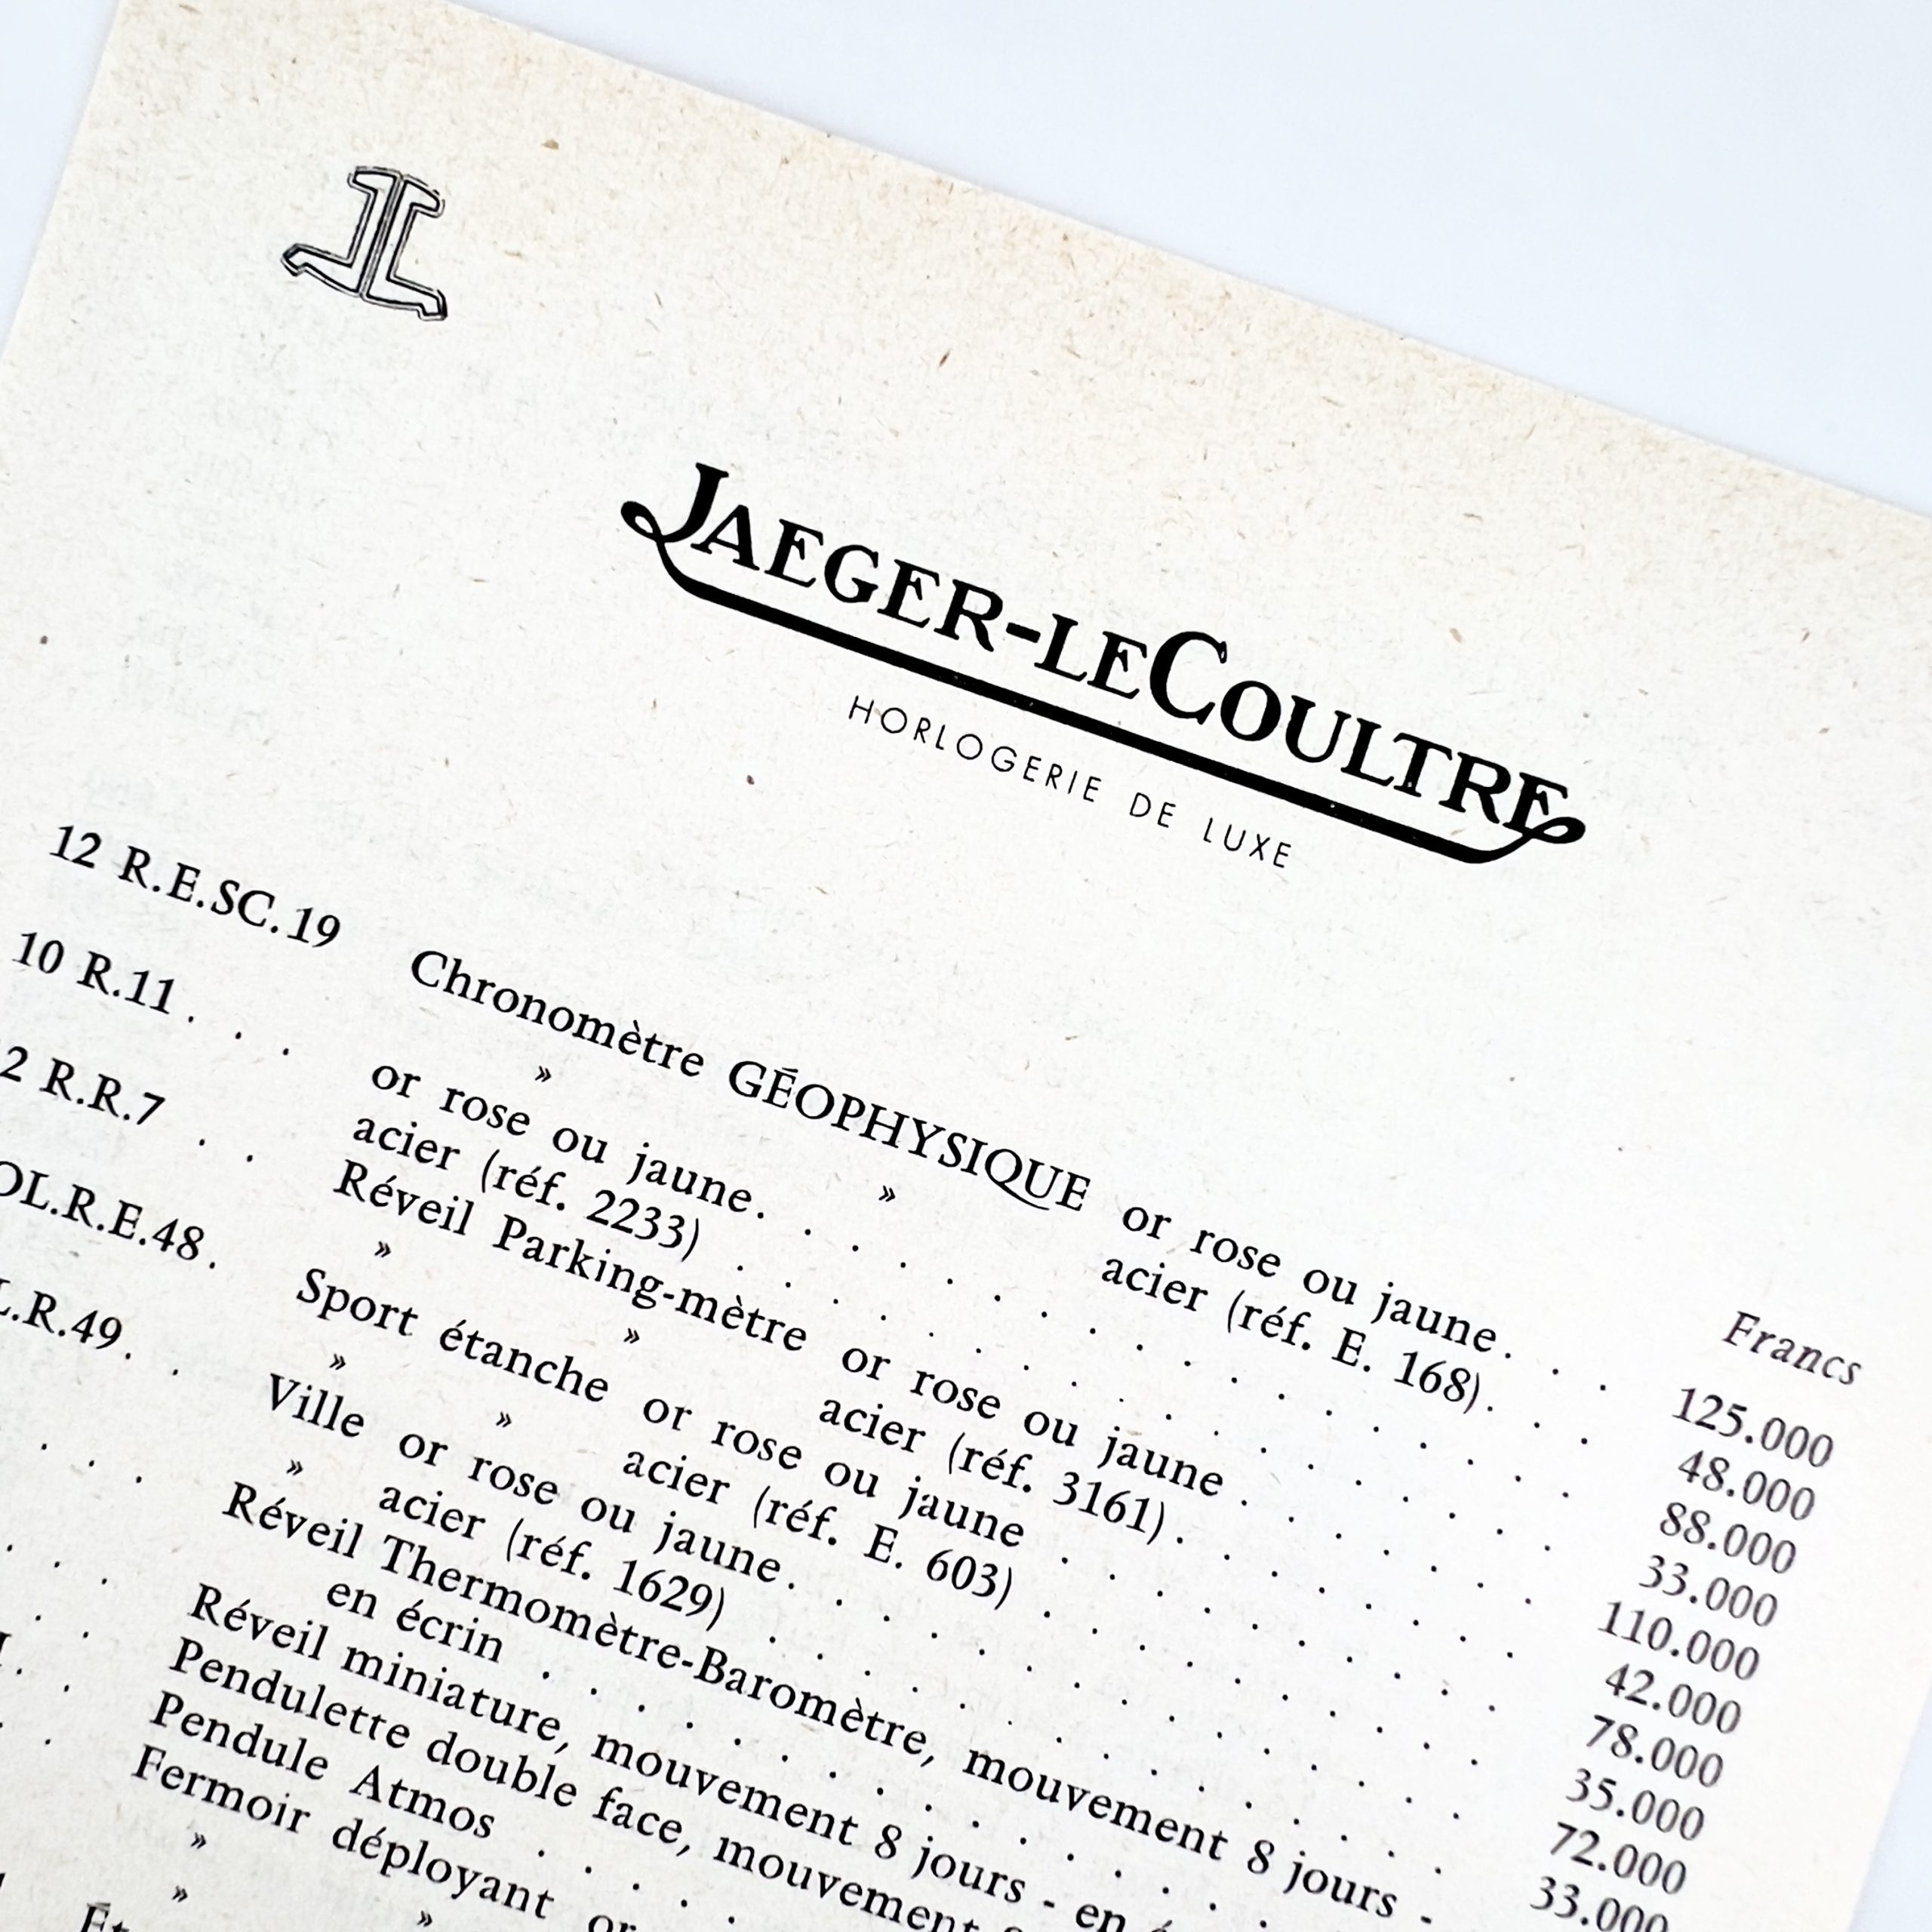 JL
JAEGER-LECOULTRE
HORLOGERIE DE LUXE
Francs
12 R.E.SC.19 Chronomètre GÉOPHYSIQUE or rose ou jaune. . . 125.000
» » acier (réf. E. 168). . . 48.000
10 R.11. . . or rose ou jaune. . . . . . . . 88.000
acier (réf. 2233) . . . . . . . . 33.000
2 R.R.7 . . Réveil Parking-mètre or rose ou jaune . . . . 110.000
» » acier (réf. 3161). . . . . 42.000
OL.R.E.48. Sport étanche or rose ou jaune . . . . . . 78.000
» » acier (réf. E. 603) . . . . . . 35.000
L.R.49. . Ville or rose ou jaune. . . . . . . . 72.000
» acier (réf. 1629) . . . . . . . . 33.000
. . . Réveil Thermomètre-Baromètre, mouvement 8 jours -
en écrin . . . . . .
. . . Réveil miniature, mouvement 8 jours - en
Pendulette double face, mouvement
Pendule Atmos . . . . .
Fermoir déployant or
»
» »